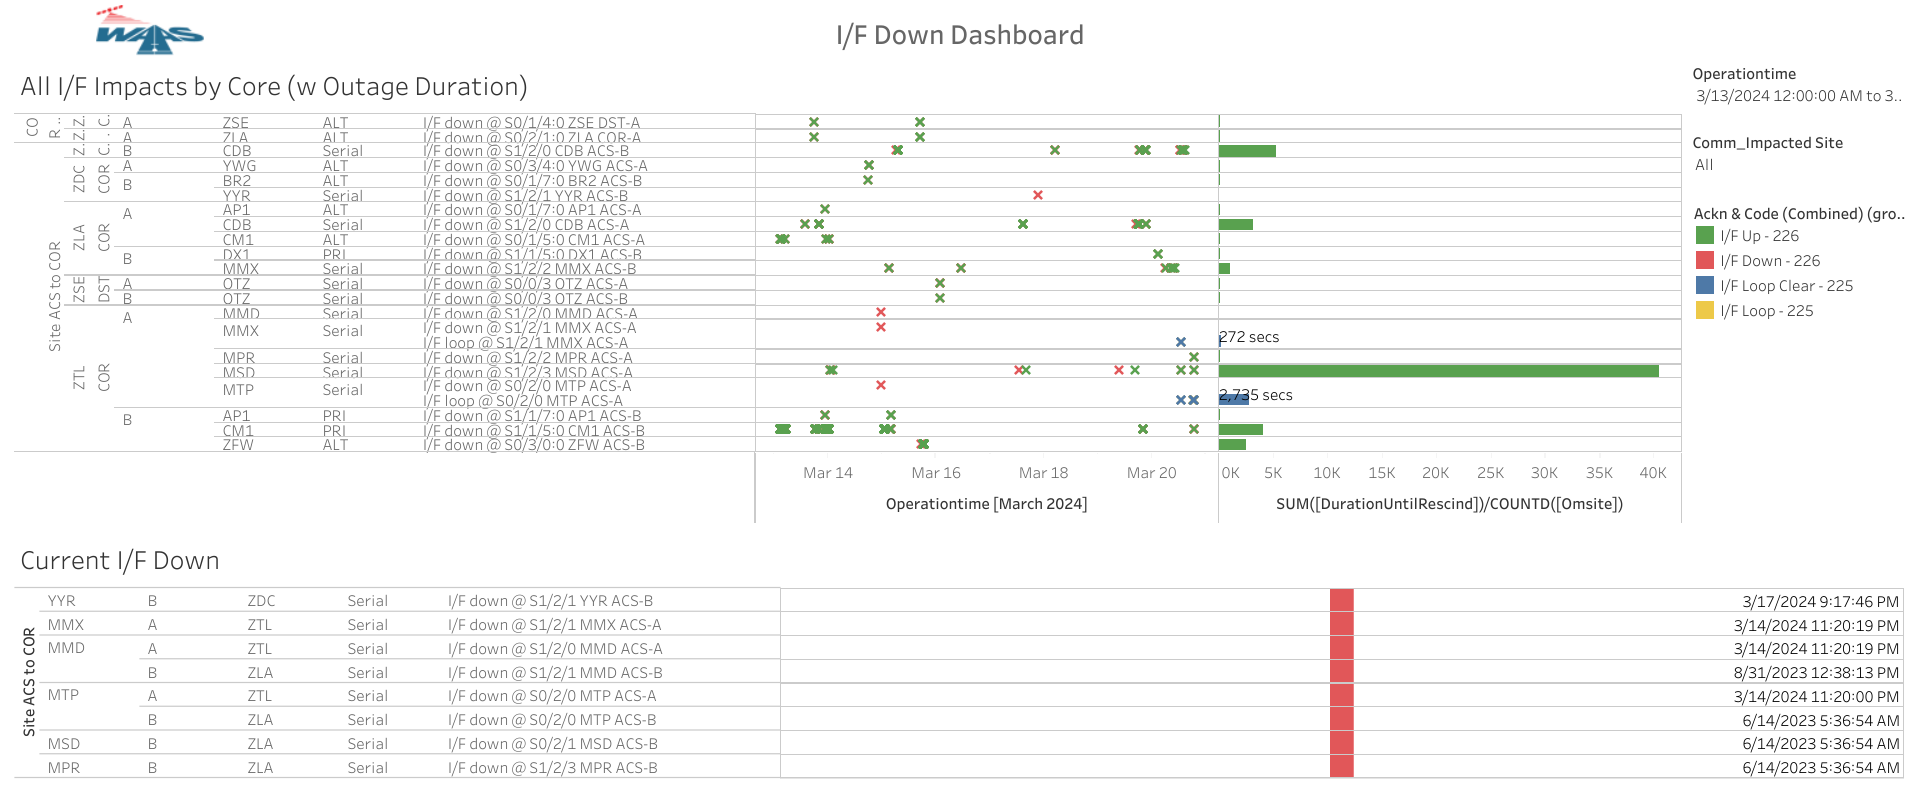 WAAS
I/F Down Dashboard
All I/F Impacts by Core (w Outage Duration)
CO R.. Z. C. A ZSE ALT I/F down @ S0/1/4:0 ZSE DST-A
Z. . A ZLA ALT I/F down @ S0/2/1:0 ZLA COR-A
Site ACS to COR Z. C. B CDB Serial I/F down @ S1/2/0 CDB ACS-B
ZDC COR A YWG ALT I/F down @ S0/3/4:0 YWG ACS-A
B BR2 ALT I/F down @ S0/1/7:0 BR2 ACS-B
YYR Serial I/F down @ S1/2/1 YYR ACS-B
ZLA COR A AP1 ALT I/F down @ S0/1/7:0 AP1 ACS-A
CDB Serial I/F down @ S1/2/0 CDB ACS-A
CM1 ALT I/F down @ S0/1/5:0 CM1 ACS-A
B DX1 PRI I/F down @ S1/1/5:0 DX1 ACS-B
MMX Serial I/F down @ S1/2/2 MMX ACS-B
ZSE DST A OTZ Serial I/F down @ S0/0/3 OTZ ACS-A
B OTZ Serial I/F down @ S0/0/3 OTZ ACS-B
ZTL COR A MMD Serial I/F down @ S1/2/0 MMD ACS-A
MMX Serial I/F down @ S1/2/1 MMX ACS-A
I/F loop @ S1/2/1 MMX ACS-A 272 secs
MPR Serial I/F down @ S1/2/2 MPR ACS-A
MSD Serial I/F down @ S1/2/3 MSD ACS-A
MTP Serial I/F down @ S0/2/0 MTP ACS-A
I/F loop @ S0/2/0 MTP ACS-A 2,735 secs
B AP1 PRI I/F down @ S1/1/7:0 AP1 ACS-B
CM1 PRI I/F down @ S1/1/5:0 CM1 ACS-B
ZFW ALT I/F down @ S0/3/0:0 ZFW ACS-B
Mar 14 Mar 16 Mar 18 Mar 20 0K 5K 10K 15K 20K 25K 30K 35K 40K
Operationtime [March 2024] SUM([DurationUntilRescind])/COUNTD([Omsite])
Operationtime
3/13/2024 12:00:00 AM to 3..
Comm_Impacted Site
All
Ackn & Code (Combined) (gro..
I/F Up - 226
I/F Down - 226
I/F Loop Clear - 225
I/F Loop - 225
Current I/F Down
Site ACS to COR
YYR B ZDC Serial I/F down @ S1/2/1 YYR ACS-B 3/17/2024 9:17:46 PM
MMX A ZTL Serial I/F down @ S1/2/1 MMX ACS-A 3/14/2024 11:20:19 PM
MMD A ZTL Serial I/F down @ S1/2/0 MMD ACS-A 3/14/2024 11:20:19 PM
B ZLA Serial I/F down @ S1/2/1 MMD ACS-B 8/31/2023 12:38:13 PM
MTP A ZTL Serial I/F down @ S0/2/0 MTP ACS-A 3/14/2024 11:20:00 PM
B ZLA Serial I/F down @ S0/2/0 MTP ACS-B 6/14/2023 5:36:54 AM
MSD B ZLA Serial I/F down @ S0/2/1 MSD ACS-B 6/14/2023 5:36:54 AM
MPR B ZLA Serial I/F down @ S1/2/3 MPR ACS-B 6/14/2023 5:36:54 AM